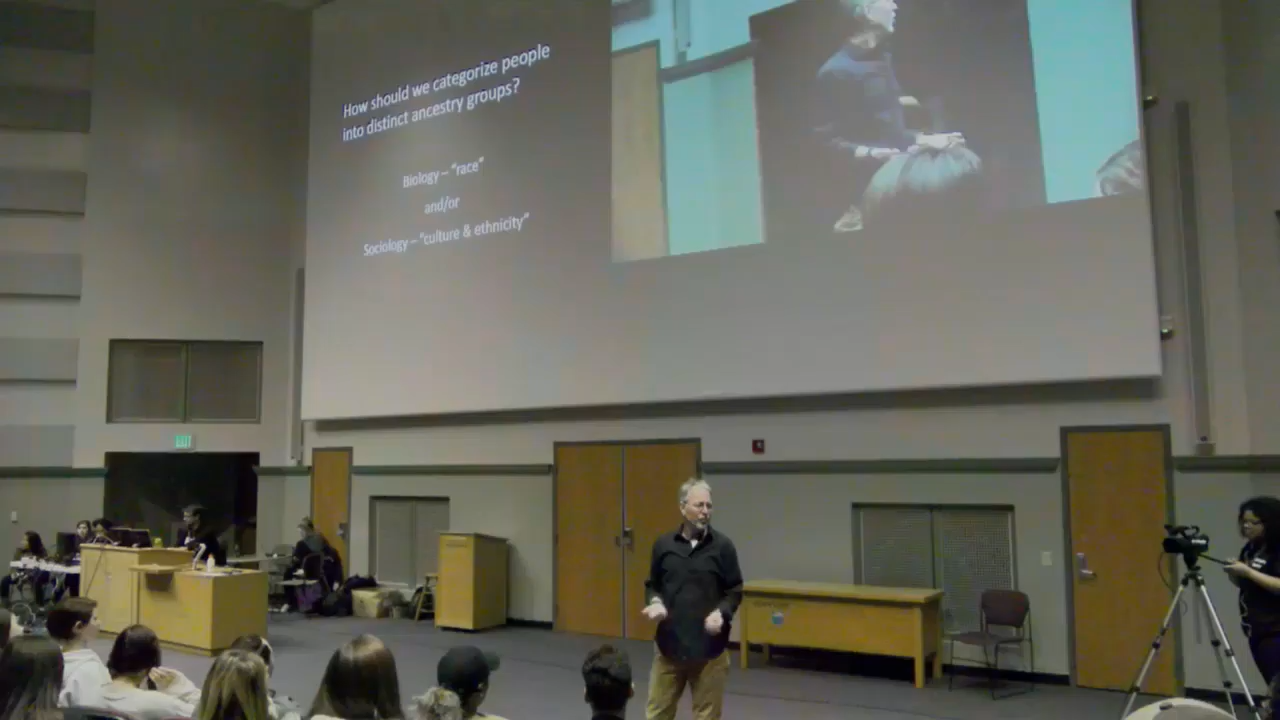 How should we categorize people
into distinct ancestry groups?
Biology – "race"
and/or
Sociology – "culture & ethnicity"